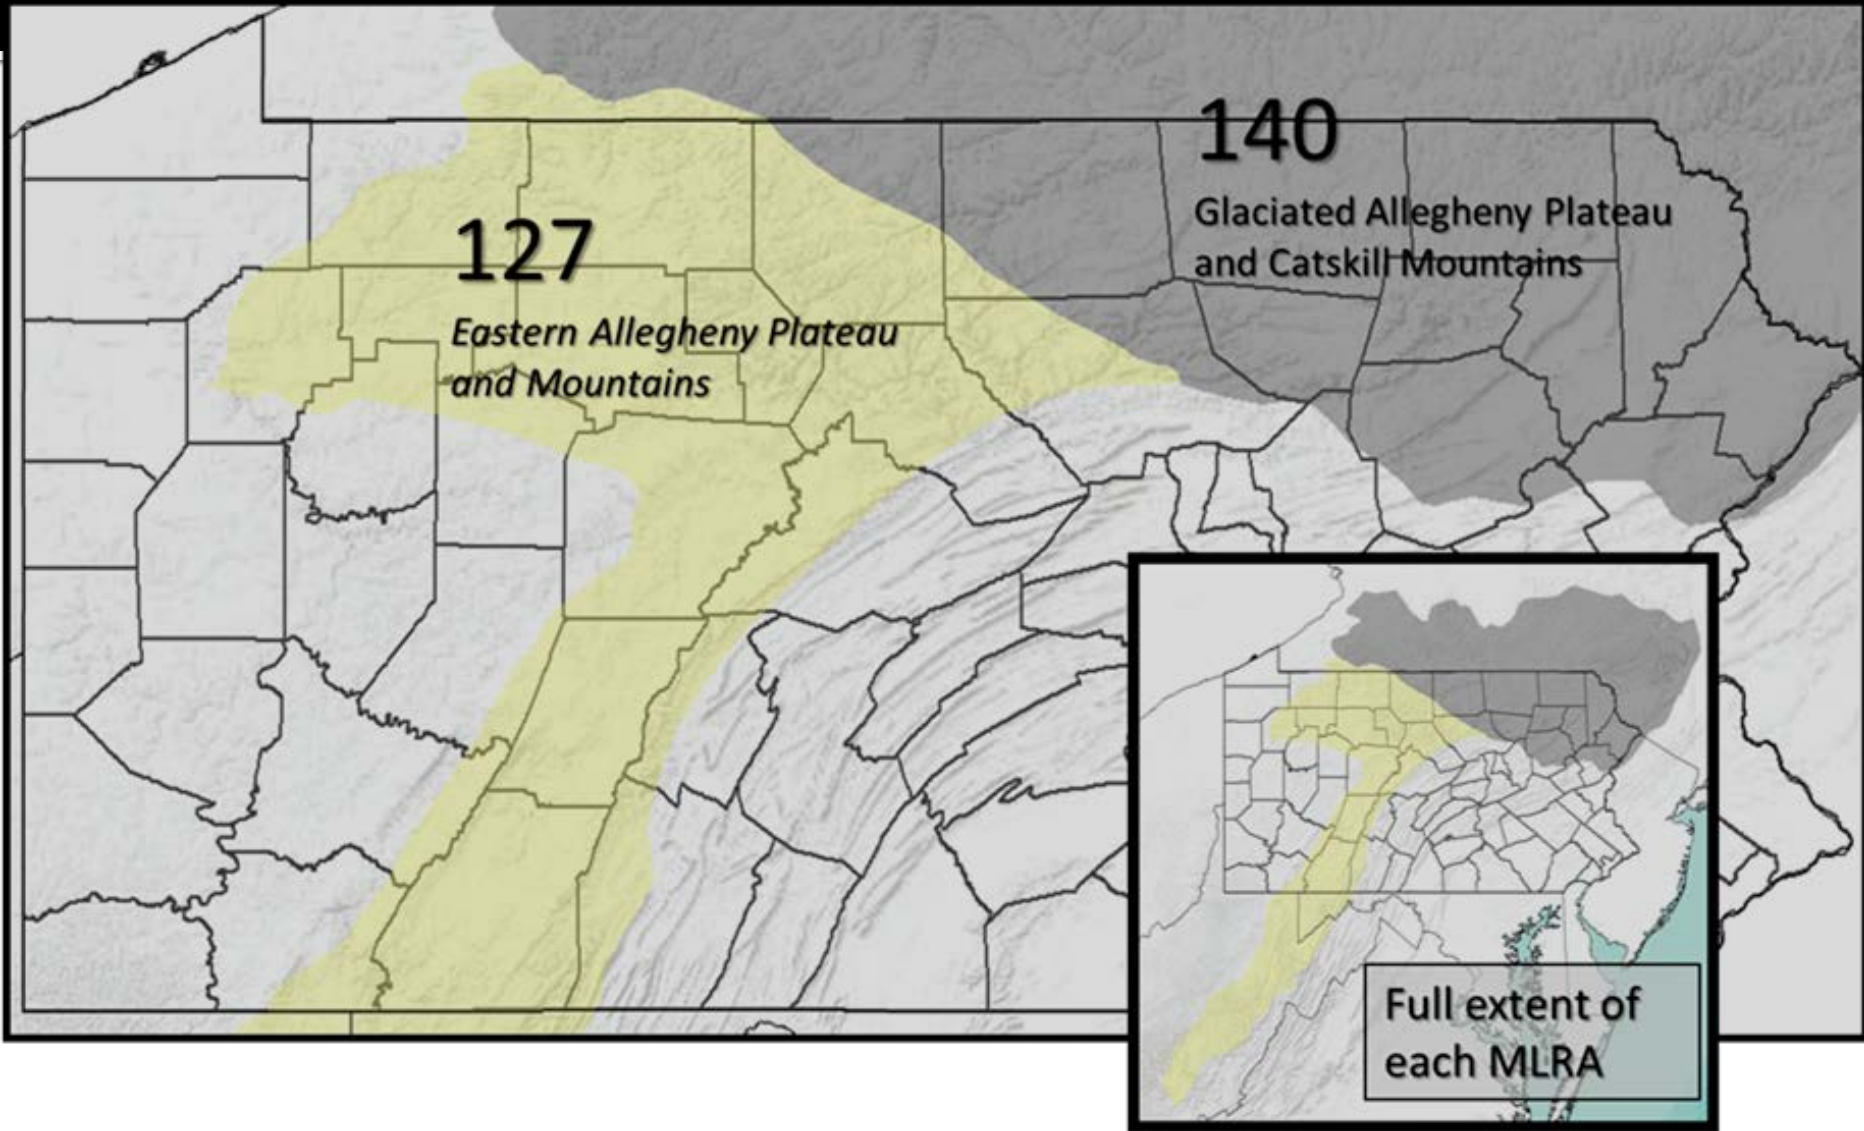 140
Glaciated Allegheny Plateau
and Catskill Mountains
127
Eastern Allegheny Plateau
and Mountains
Full extent of
each MLRA